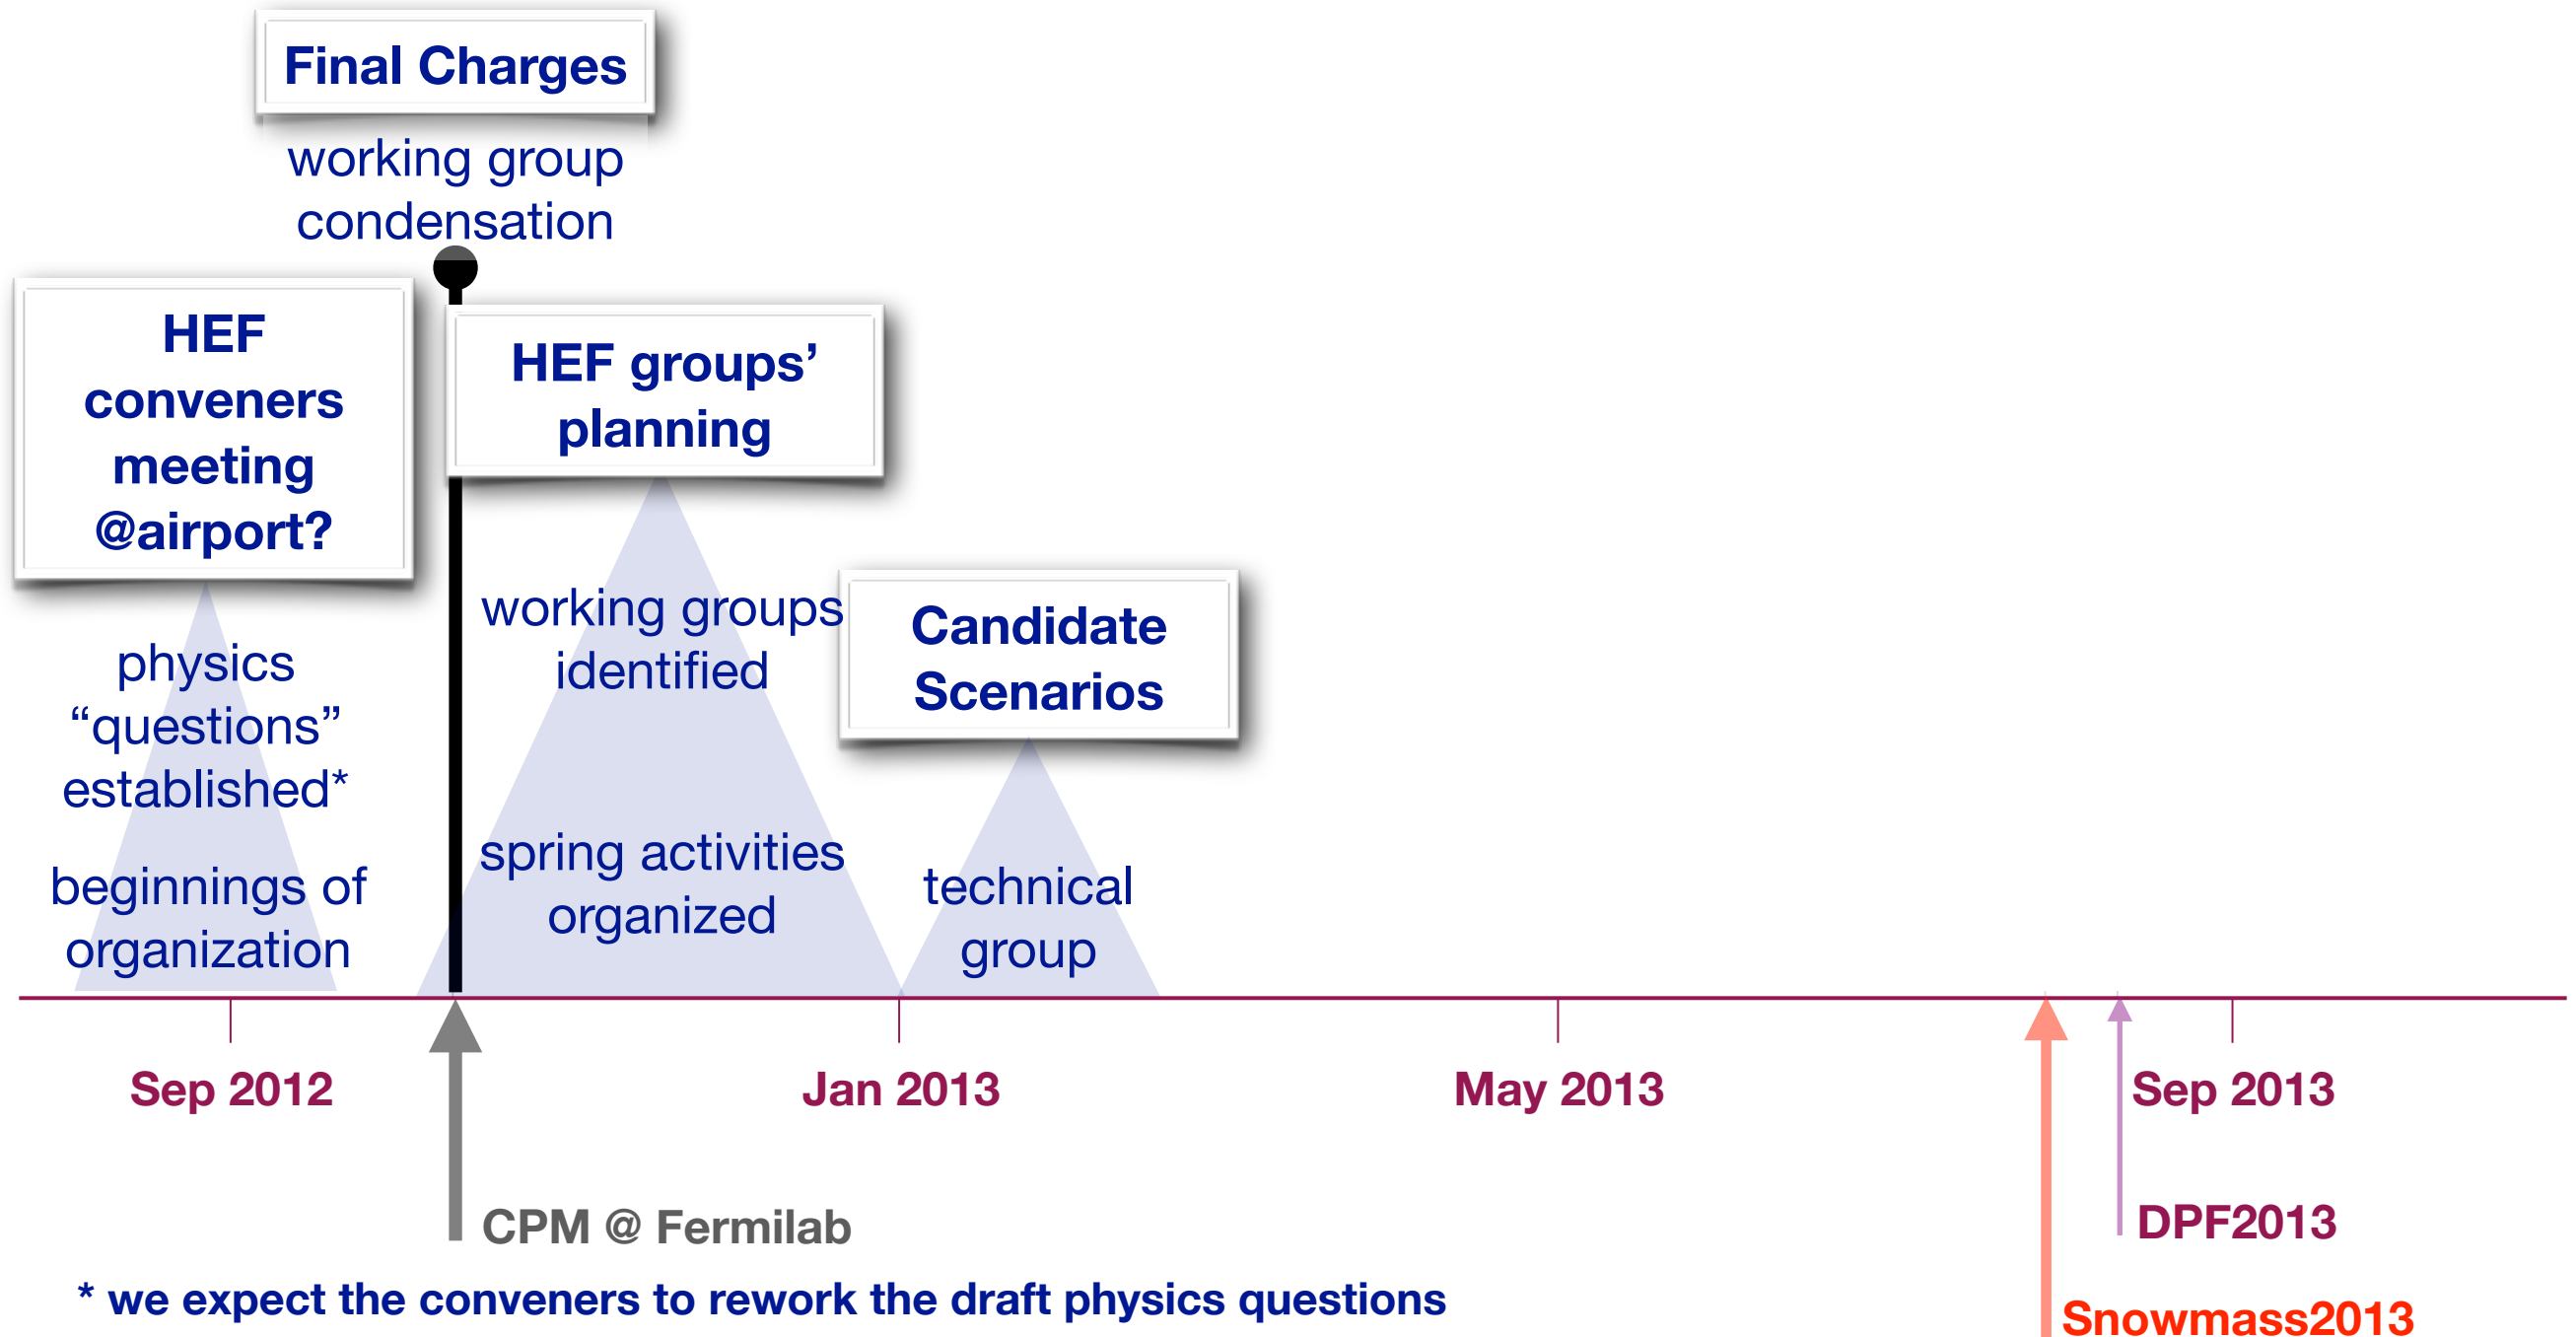 Final Charges
working group
condensation
HEF
conveners
meeting
@airport?
physics
“questions”
established*
beginnings of
organization
HEF groups’
planning
working groups
identified
spring activities
organized
Candidate
Scenarios
technical
group
Sep 2012
Jan 2013
May 2013
Sep 2013
CPM @ Fermilab
DPF2013
Snowmass2013
* we expect the conveners to rework the draft physics questions